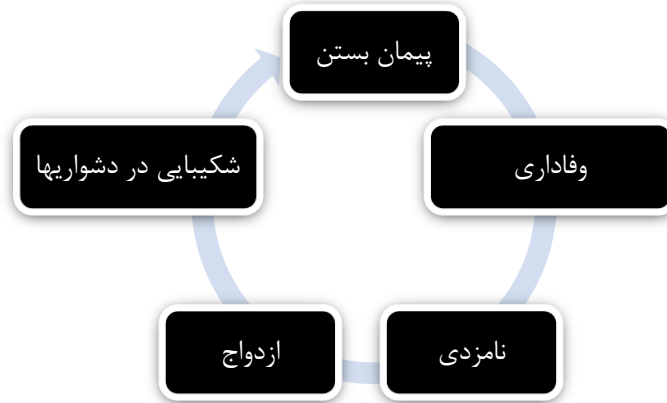 پیمان بستن
وفاداری
نامزدی
ازدواج
شکیبایی در دشواریها